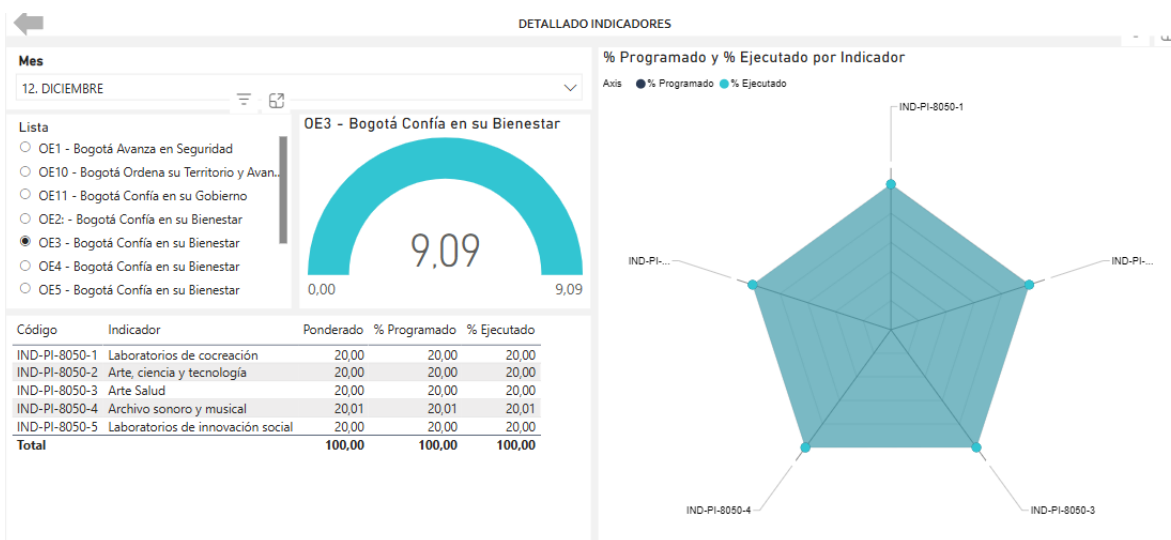 DETALLADO INDICADORES
Mes
12. DICIEMBRE
Lista
OE1 - Bogotá Avanza en Seguridad
OE10 - Bogotá Ordena su Territorio y Avan..
OE11 - Bogotá Confía en su Gobierno
OE2: - Bogotá Confía en su Bienestar
OE3 - Bogotá Confía en su Bienestar
OE4 - Bogotá Confía en su Bienestar
OE5 - Bogotá Confía en su Bienestar
OE3 - Bogotá Confía en su Bienestar
9,09
0,00 9,09
Código Indicador Ponderado % Programado % Ejecutado
IND-PI-8050-1 Laboratorios de cocreación 20,00 20,00 20,00
IND-PI-8050-2 Arte, ciencia y tecnología 20,00 20,00 20,00
IND-PI-8050-3 Arte Salud 20,00 20,00 20,00
IND-PI-8050-4 Archivo sonoro y musical 20,01 20,01 20,01
IND-PI-8050-5 Laboratorios de innovación social 20,00 20,00 20,00
Total 100,00 100,00 100,00
% Programado y % Ejecutado por Indicador
Axis % Programado % Ejecutado
IND-PI-8050-1
IND-PI-... IND-PI-...
IND-PI-8050-4 IND-PI-8050-3